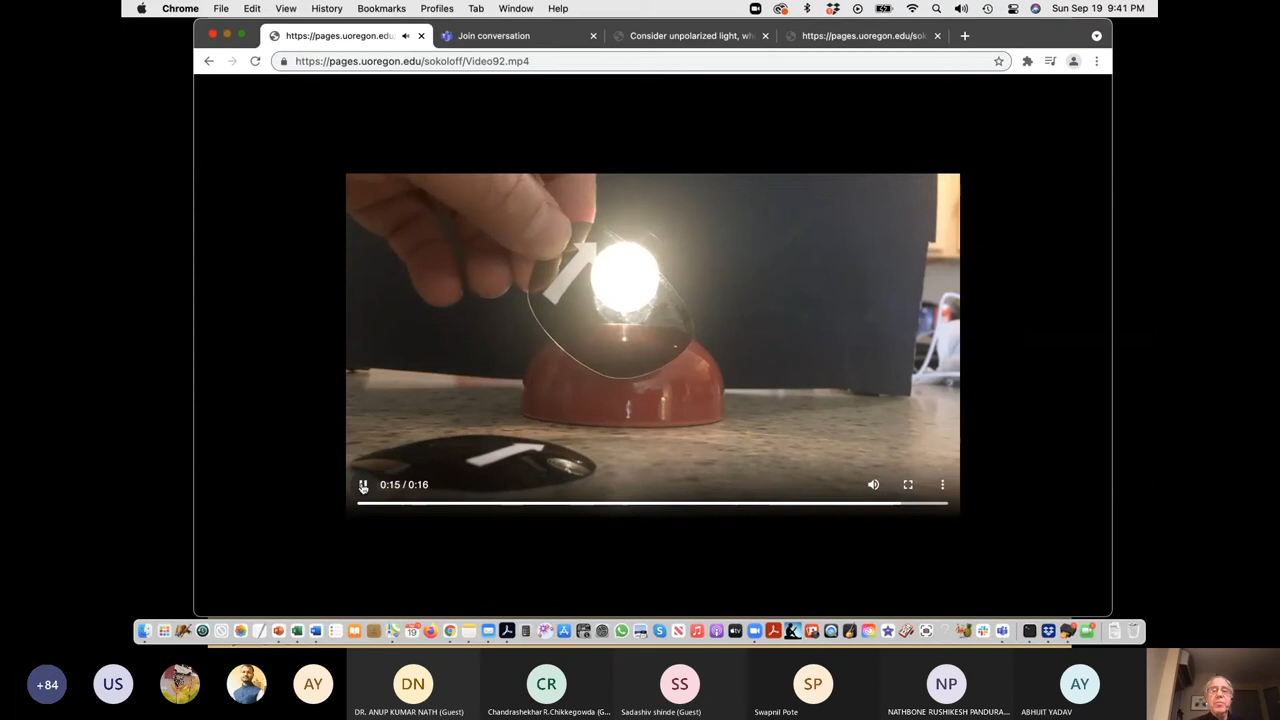 Chrome File Edit View History Bookmarks Profiles Tab Window Help Sun Sep 19 9:41 PM
https://pages.uoregon.edu Join conversation Consider unpolarized light, wh https://pages.uoregon.edu/sok
https://pages.uoregon.edu/sokoloff/Video92.mp4
0:15 / 0:16
19
+84 US AY DN CR SS SP NP AY
DR. ANUP KUMAR NATH (Guest) Chandrashekhar R.Chikkegowda (G... Sadashiv shinde (Guest) Swapnil Pote NATHBONE RUSHIKESH PANDURA... ABHIJIT YADAV